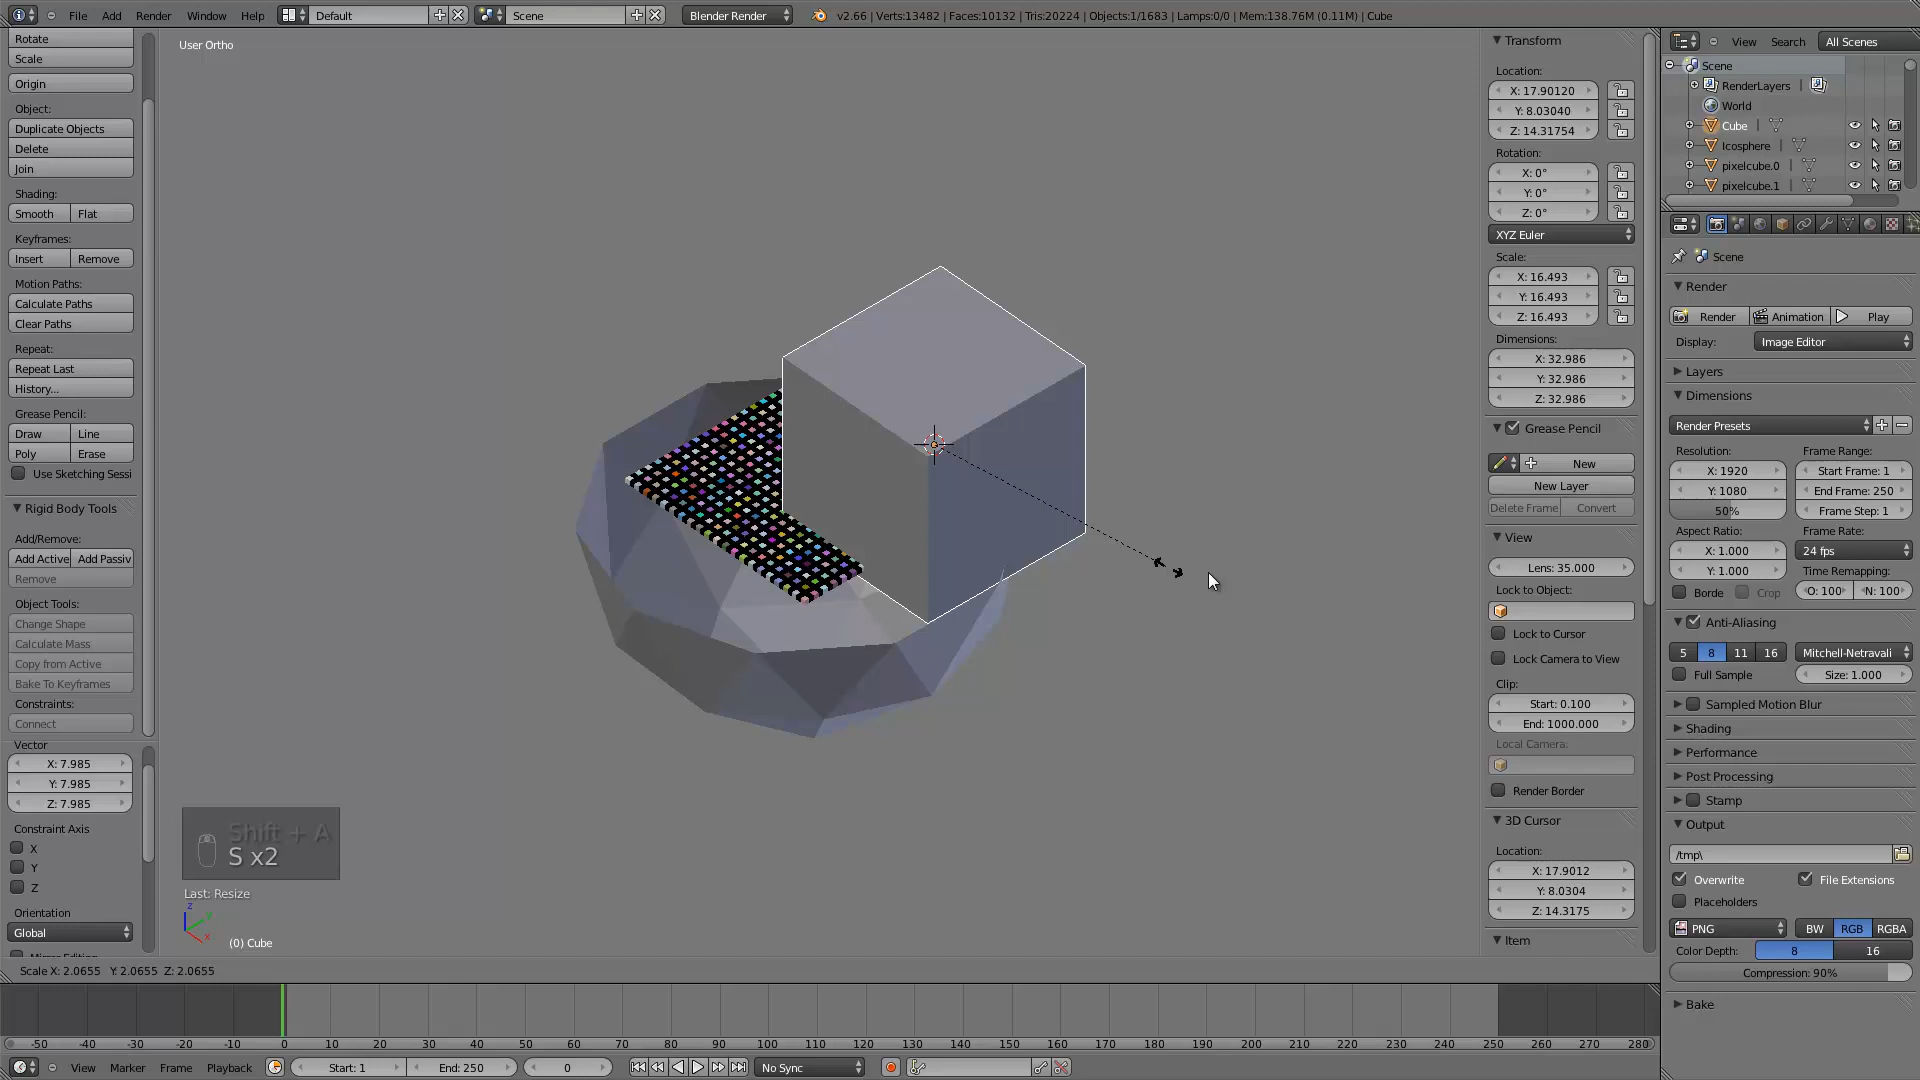 File Add Render Window Help Default Scene Blender Render v2.66 | Verts:13482 | Faces:10132 | Tris:20224 | Objects:1/1683 | Lamps:0/0 | Mem:138.76M (0.11M) | Cube
Rotate
Scale
Origin
Object:
Duplicate Objects
Delete
Join
Shading:
Smooth Flat
Keyframes:
Insert Remove
Motion Paths:
Calculate Paths
Clear Paths
Repeat:
Repeat Last
History...
Grease Pencil:
Draw Line
Poly Erase
Use Sketching Sessi
Rigid Body Tools
Add/Remove:
Add Active Add Passiv
Remove
Object Tools:
Change Shape
Calculate Mass
Copy from Active
Bake To Keyframes
Constraints:
Connect
Vector
X: 7.985
Y: 7.985
Z: 7.985
Constraint Axis
X
Y
Z
Orientation
Global
User Ortho
Shift + A
S x2
Last: Resize
z
y
x
(0) Cube
Scale X: 2.0655 Y: 2.0655 Z: 2.0655
Transform
Location:
X: 17.90120
Y: 8.03040
Z: 14.31754
Rotation:
X: 0°
Y: 0°
Z: 0°
XYZ Euler
Scale:
X: 16.493
Y: 16.493
Z: 16.493
Dimensions:
X: 32.986
Y: 32.986
Z: 32.986
Grease Pencil
New
New Layer
Delete Frame Convert
View
Lens: 35.000
Lock to Object:
Lock to Cursor
Lock Camera to View
Clip:
Start: 0.100
End: 1000.000
Local Camera:
Render Border
3D Cursor
Location:
X: 17.9012
Y: 8.0304
Z: 14.3175
Item
View Search All Scenes
Scene
RenderLayers |
World
Cube |
Icosphere |
pixelcube.0 |
pixelcube.1 |
Scene
Render
Render Animation Play
Display: Image Editor
Layers
Dimensions
Render Presets
Resolution: Frame Range:
X: 1920 Start Frame: 1
Y: 1080 End Frame: 250
50% Frame Step: 1
Aspect Ratio: Frame Rate:
X: 1.000 24 fps
Y: 1.000 Time Remapping:
Borde Crop O: 100 N: 100
Anti-Aliasing
5 8 11 16 Mitchell-Netravali
Full Sample Size: 1.000
Sampled Motion Blur
Shading
Performance
Post Processing
Stamp
Output
/tmp\
Overwrite File Extensions
Placeholders
PNG BW RGB RGBA
Color Depth: 8 16
Compression: 90%
Bake
-50 -40 -30 -20 -10 0 10 20 30 40 50 60 70 80 90 100 110 120 130 140 150 160 170 180 190 200 210 220 230 240 250 260 270 280
View Marker Frame Playback Start: 1 End: 250 0 No Sync